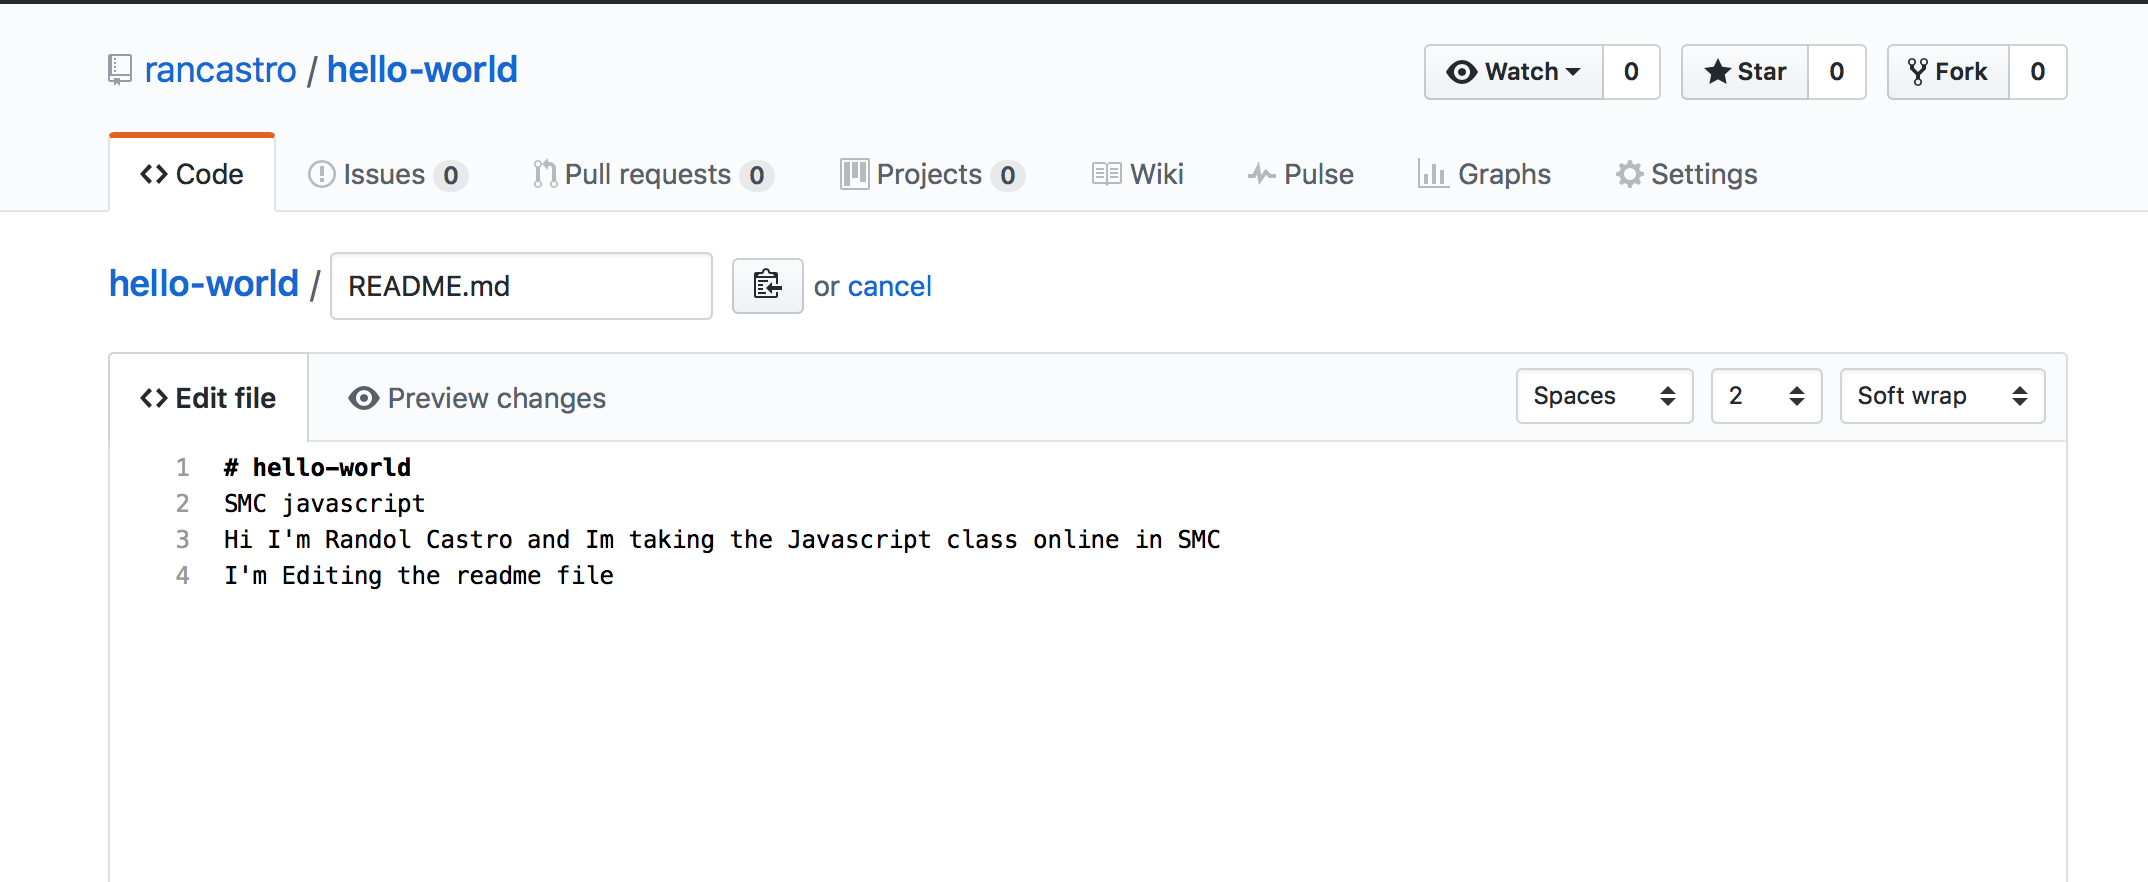 rancastro / hello-world
Watch 0 Star 0 Fork 0
Code Issues 0 Pull requests 0 Projects 0 Wiki Pulse Graphs Settings
hello-world / README.md or cancel
Edit file Preview changes Spaces 2 Soft wrap
1 # hello-world
2 SMC javascript
3 Hi I'm Randol Castro and Im taking the Javascript class online in SMC
4 I'm Editing the readme file